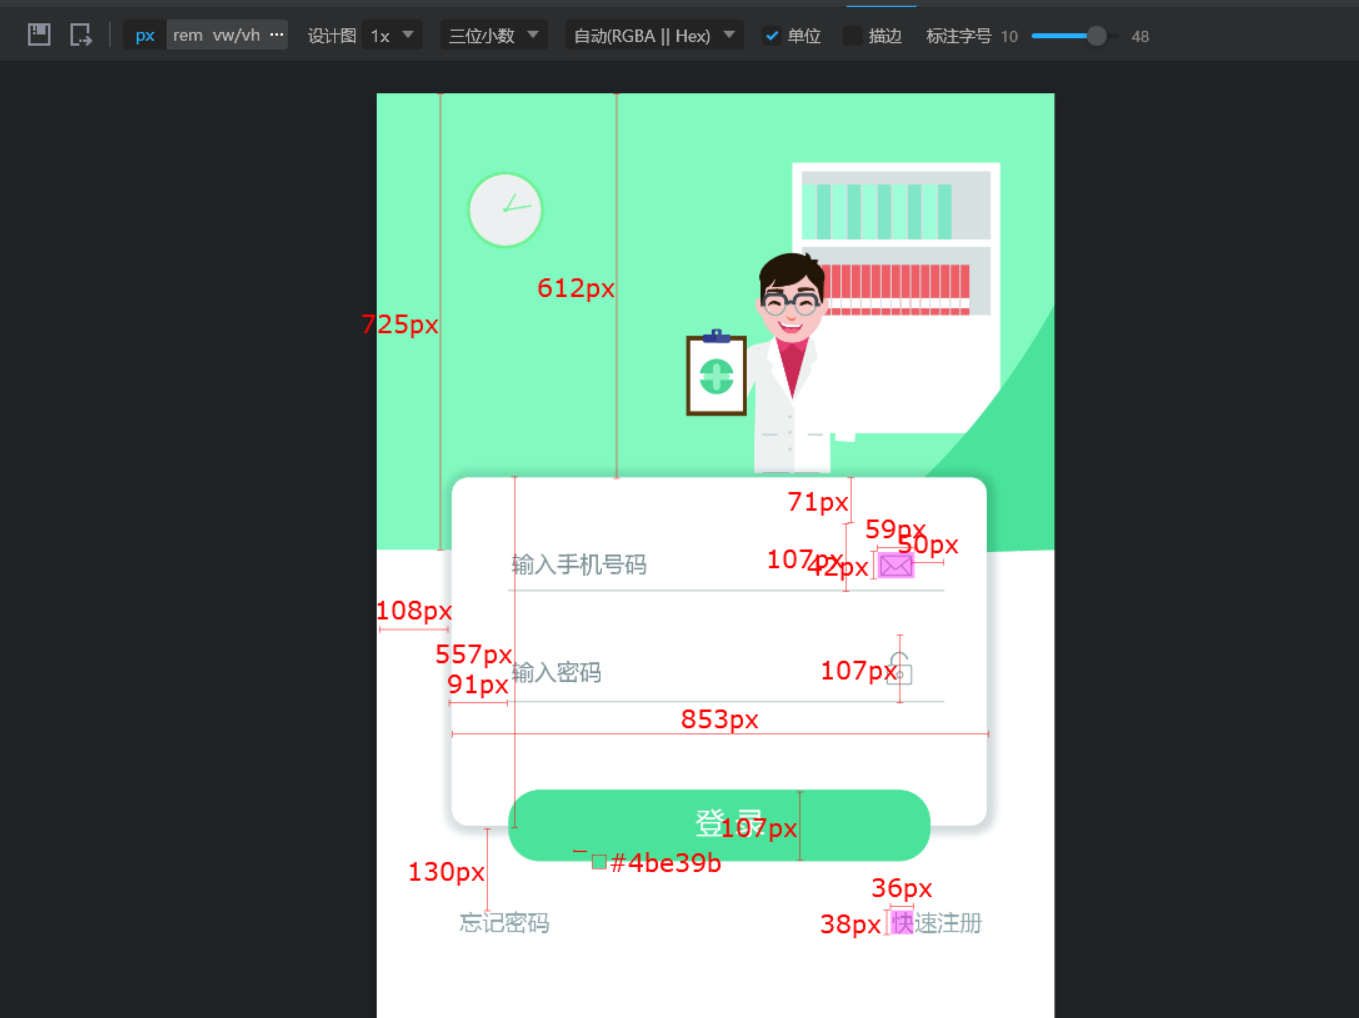 px rem vw/vh ··· 设计图 1x 三位小数 自动(RGBA || Hex) 单位 描边 标注字号 10 48
612px
725px
71px
59px
50px
输入手机号码 107px 42px
108px
557px
输入密码 107px
91px
853px
登 录
107px
#4be39b
130px
36px
忘记密码 38px 快速注册